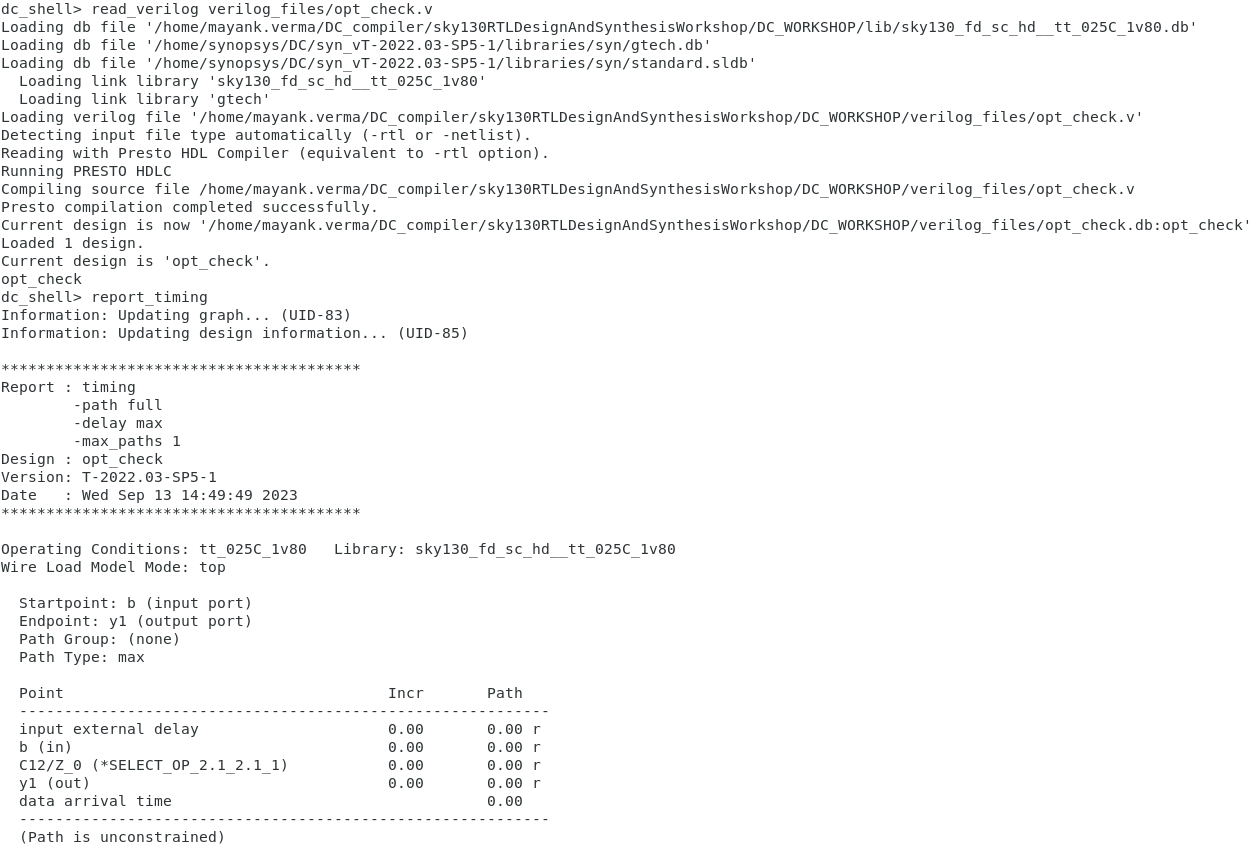 dc_shell> read_verilog verilog_files/opt_check.v
Loading db file '/home/mayank.verma/DC_compiler/sky130RTLDesignAndSynthesisWorkshop/DC_WORKSHOP/lib/sky130_fd_sc_hd__tt_025C_1v80.db'
Loading db file '/home/synopsys/DC/syn_vT-2022.03-SP5-1/libraries/syn/gtech.db'
Loading db file '/home/synopsys/DC/syn_vT-2022.03-SP5-1/libraries/syn/standard.sldb'
  Loading link library 'sky130_fd_sc_hd__tt_025C_1v80'
  Loading link library 'gtech'
Loading verilog file '/home/mayank.verma/DC_compiler/sky130RTLDesignAndSynthesisWorkshop/DC_WORKSHOP/verilog_files/opt_check.v'
Detecting input file type automatically (-rtl or -netlist).
Reading with Presto HDL Compiler (equivalent to -rtl option).
Running PRESTO HDLC
Compiling source file /home/mayank.verma/DC_compiler/sky130RTLDesignAndSynthesisWorkshop/DC_WORKSHOP/verilog_files/opt_check.v
Presto compilation completed successfully.
Current design is now '/home/mayank.verma/DC_compiler/sky130RTLDesignAndSynthesisWorkshop/DC_WORKSHOP/verilog_files/opt_check.db:opt_check'
Loaded 1 design.
Current design is 'opt_check'.
opt_check
dc_shell> report_timing
Information: Updating graph... (UID-83)
Information: Updating design information... (UID-85)

****************************************
Report : timing
        -path full
        -delay max
        -max_paths 1
Design : opt_check
Version: T-2022.03-SP5-1
Date   : Wed Sep 13 14:49:49 2023
****************************************

Operating Conditions: tt_025C_1v80   Library: sky130_fd_sc_hd__tt_025C_1v80
Wire Load Model Mode: top

  Startpoint: b (input port)
  Endpoint: y1 (output port)
  Path Group: (none)
  Path Type: max

  Point                                    Incr       Path
  -----------------------------------------------------------
  input external delay                     0.00       0.00 r
  b (in)                                   0.00       0.00 r
  C12/Z_0 (*SELECT_OP_2.1_2.1_1)           0.00       0.00 r
  y1 (out)                                 0.00       0.00 r
  data arrival time                                   0.00
  -----------------------------------------------------------
  (Path is unconstrained)